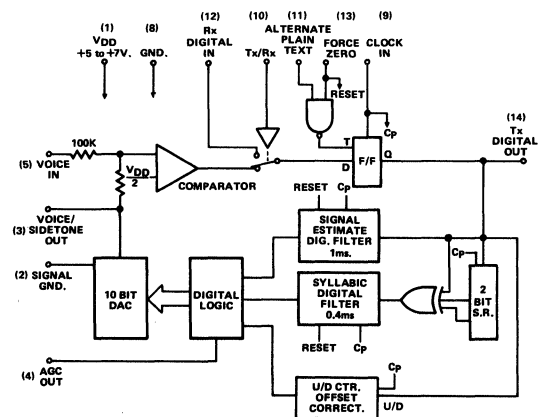 (1)
VDD
+5 to +7V.
(8)
GND.
(12)
Rx
DIGITAL
IN
(10)
Tx/Rx
(11)
ALTERNATE
PLAIN
TEXT
(13)
FORCE
ZERO
(9)
CLOCK
IN
RESET
CP
(14)
Tx
DIGITAL
OUT
100K
(5) VOICE
IN
VDD
2
COMPARATOR
T
D
F/F
Q
VOICE/
(3) SIDETONE
OUT
RESET
CP
SIGNAL
ESTIMATE
DIG. FILTER
1ms.
CP
(2) SIGNAL
GND.
10 BIT
DAC
DIGITAL
LOGIC
SYLLABIC
DIGITAL
FILTER
0.4ms
2
BIT
S.R.
RESET
CP
(4) AGC
OUT
CP
U/D CTR.
OFFSET
CORRECT.
U/D